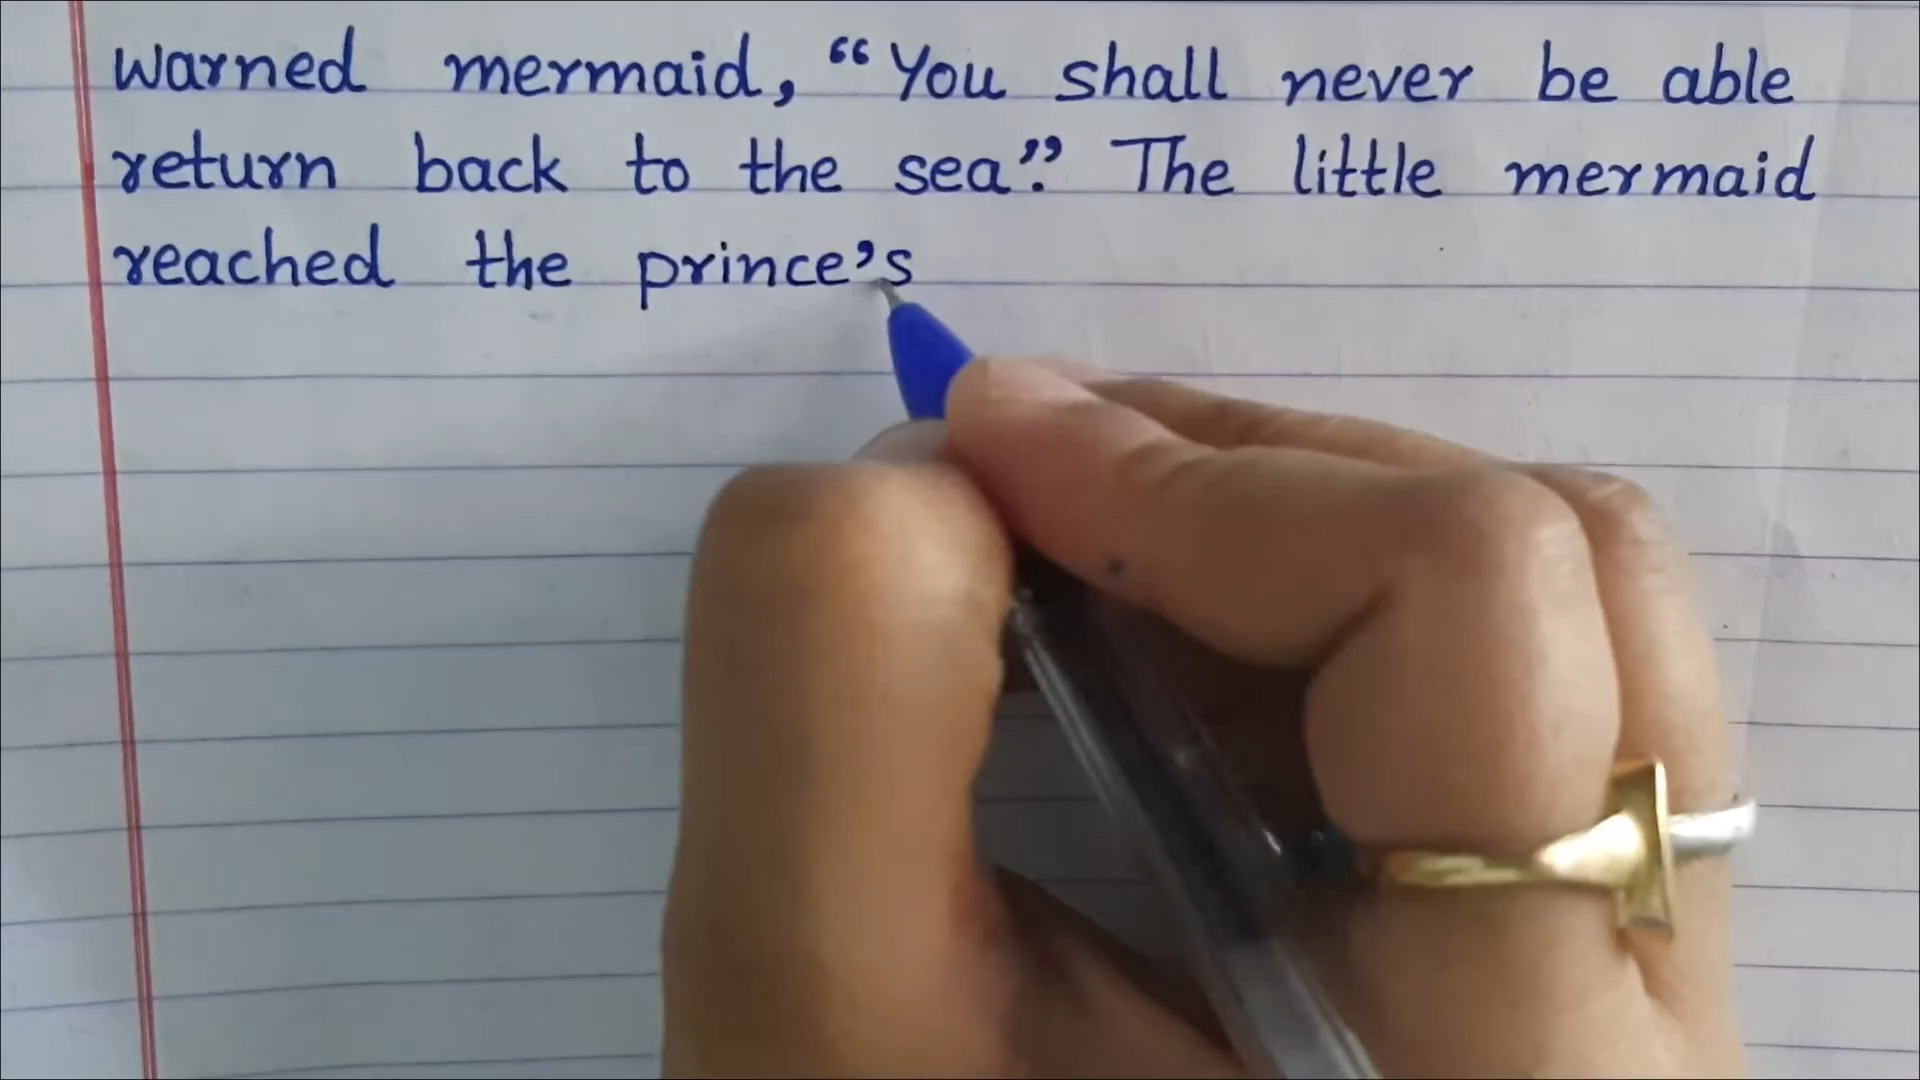 warned mermaid, “You shall never be able
return back to the sea”. The little mermaid
reached the prince’s